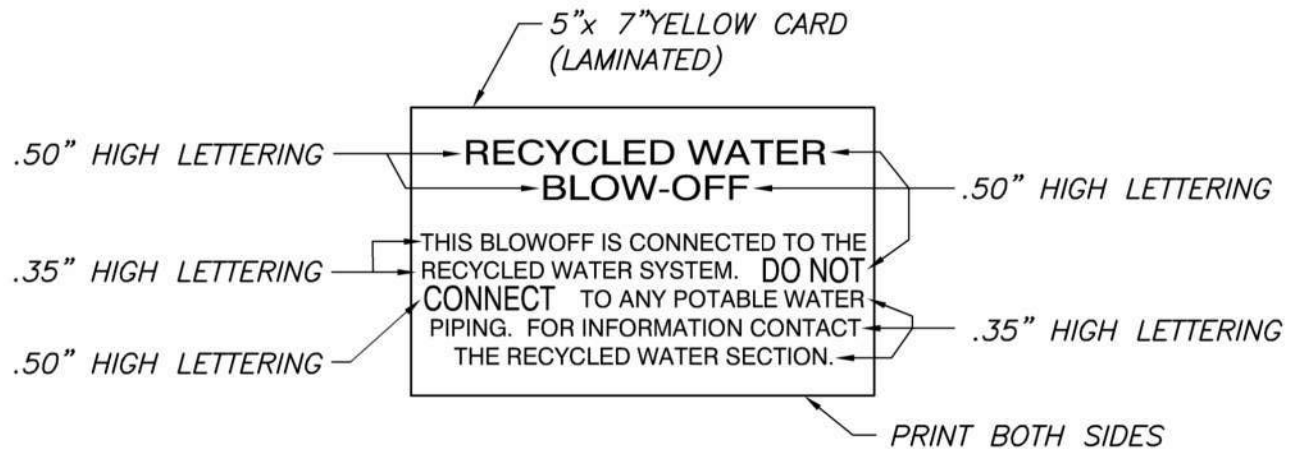 5”x 7”YELLOW CARD
(LAMINATED)
.50” HIGH LETTERING
RECYCLED WATER
BLOW-OFF
.50” HIGH LETTERING
THIS BLOWOFF IS CONNECTED TO THE
.35” HIGH LETTERING
RECYCLED WATER SYSTEM. DO NOT
CONNECT TO ANY POTABLE WATER
PIPING. FOR INFORMATION CONTACT
.35” HIGH LETTERING
THE RECYCLED WATER SECTION.
.50” HIGH LETTERING
PRINT BOTH SIDES